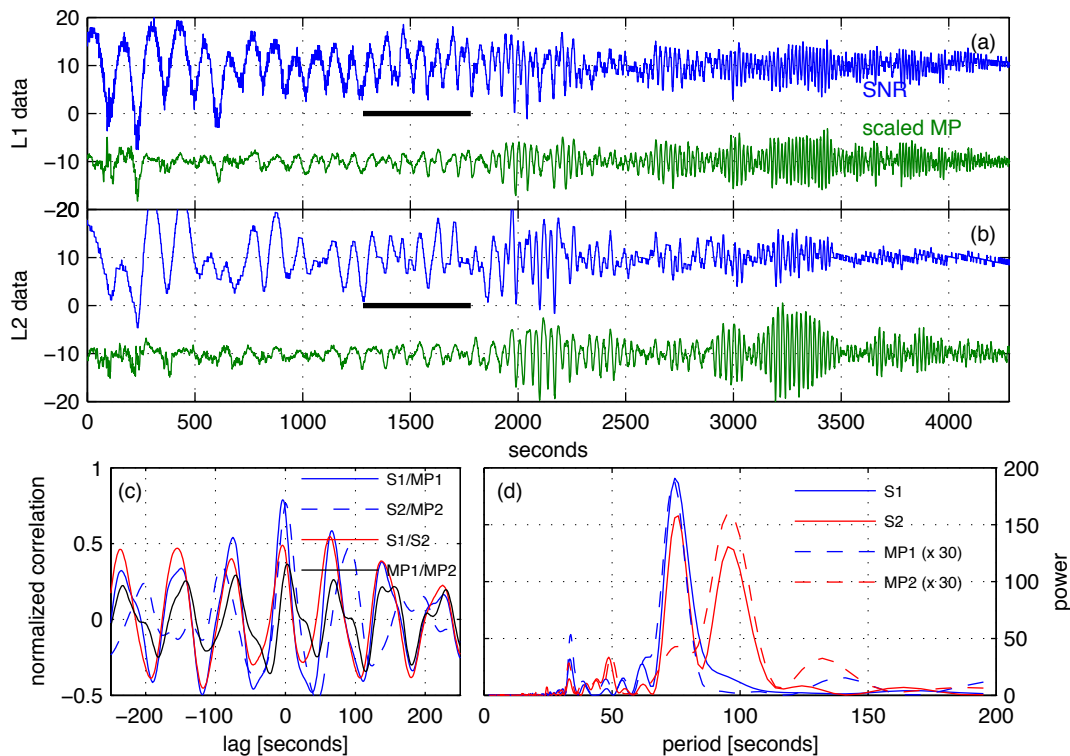 20
(a)
10
SNR
0
scaled MP
−10
−20
L1 data
20
(b)
10
0
−10
−20
L2 data
0 500 1000 1500 2000 2500 3000 3500 4000
seconds
1
(c)
S1/MP1
S2/MP2
0.5
S1/S2
MP1/MP2
0
−0.5
normalized correlation
−200 −100 0 100 200
lag [seconds]
(d)
200
S1
150
S2
MP1 (x 30)
100
MP2 (x 30)
50
0
power
0 50 100 150 200
period [seconds]